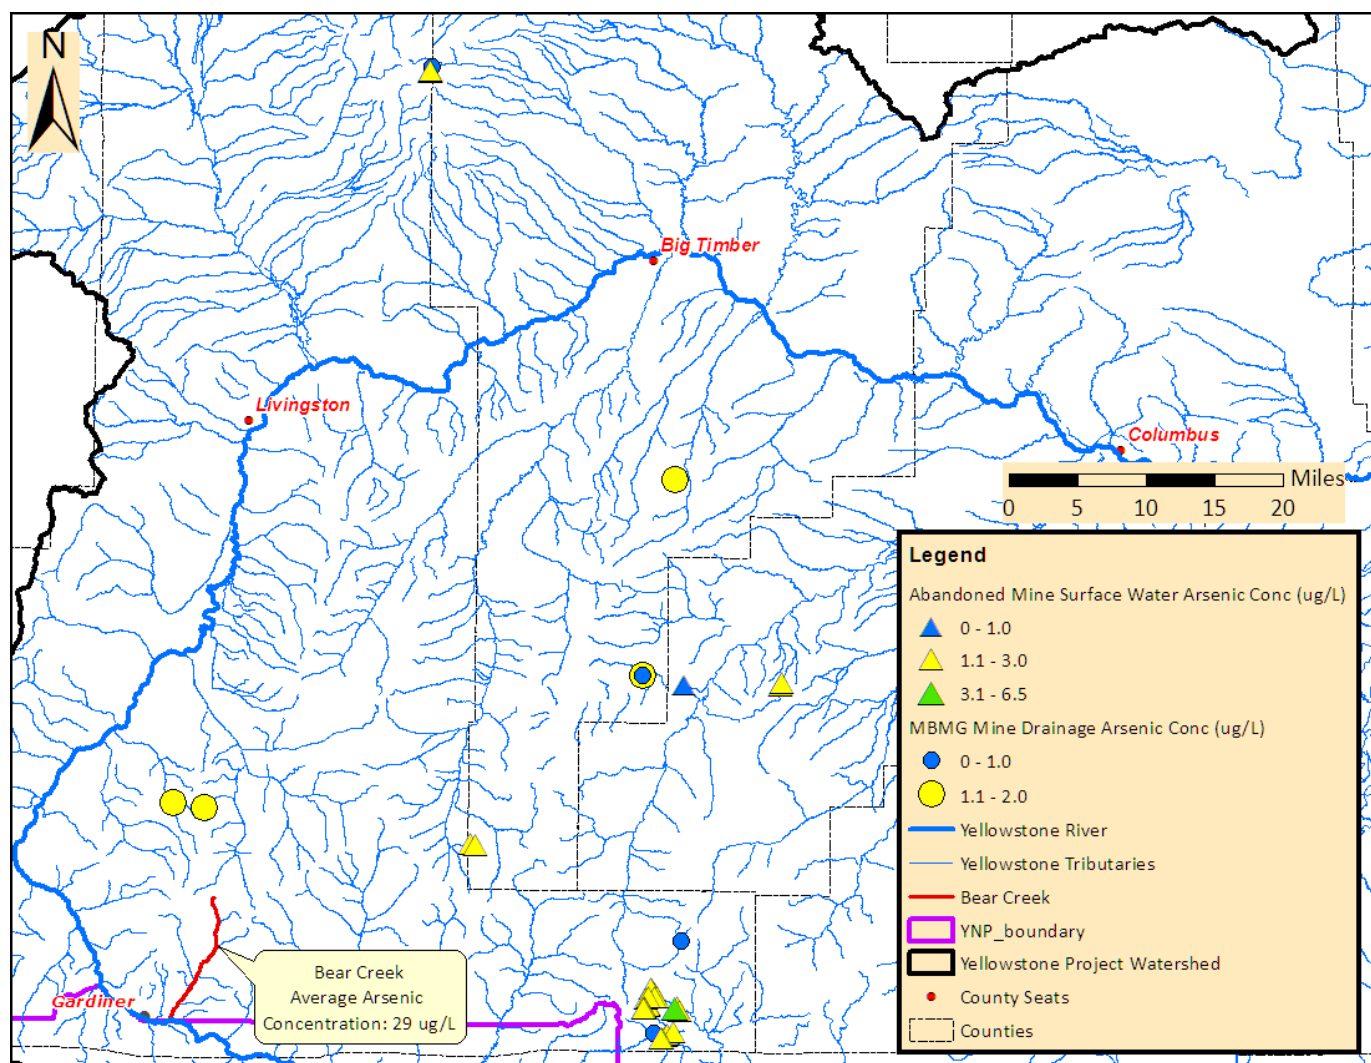 N
Big Timber
Livingston
Columbus
Miles
0 5 10 15 20
Legend
Abandoned Mine Surface Water Arsenic Conc (ug/L)
0 - 1.0
1.1 - 3.0
3.1 - 6.5
MBMG Mine Drainage Arsenic Conc (ug/L)
0 - 1.0
1.1 - 2.0
Yellowstone River
Yellowstone Tributaries
Bear Creek
YNP_boundary
Yellowstone Project Watershed
County Seats
Counties
Bear Creek
Average Arsenic
Concentration: 29 ug/L
Gardiner